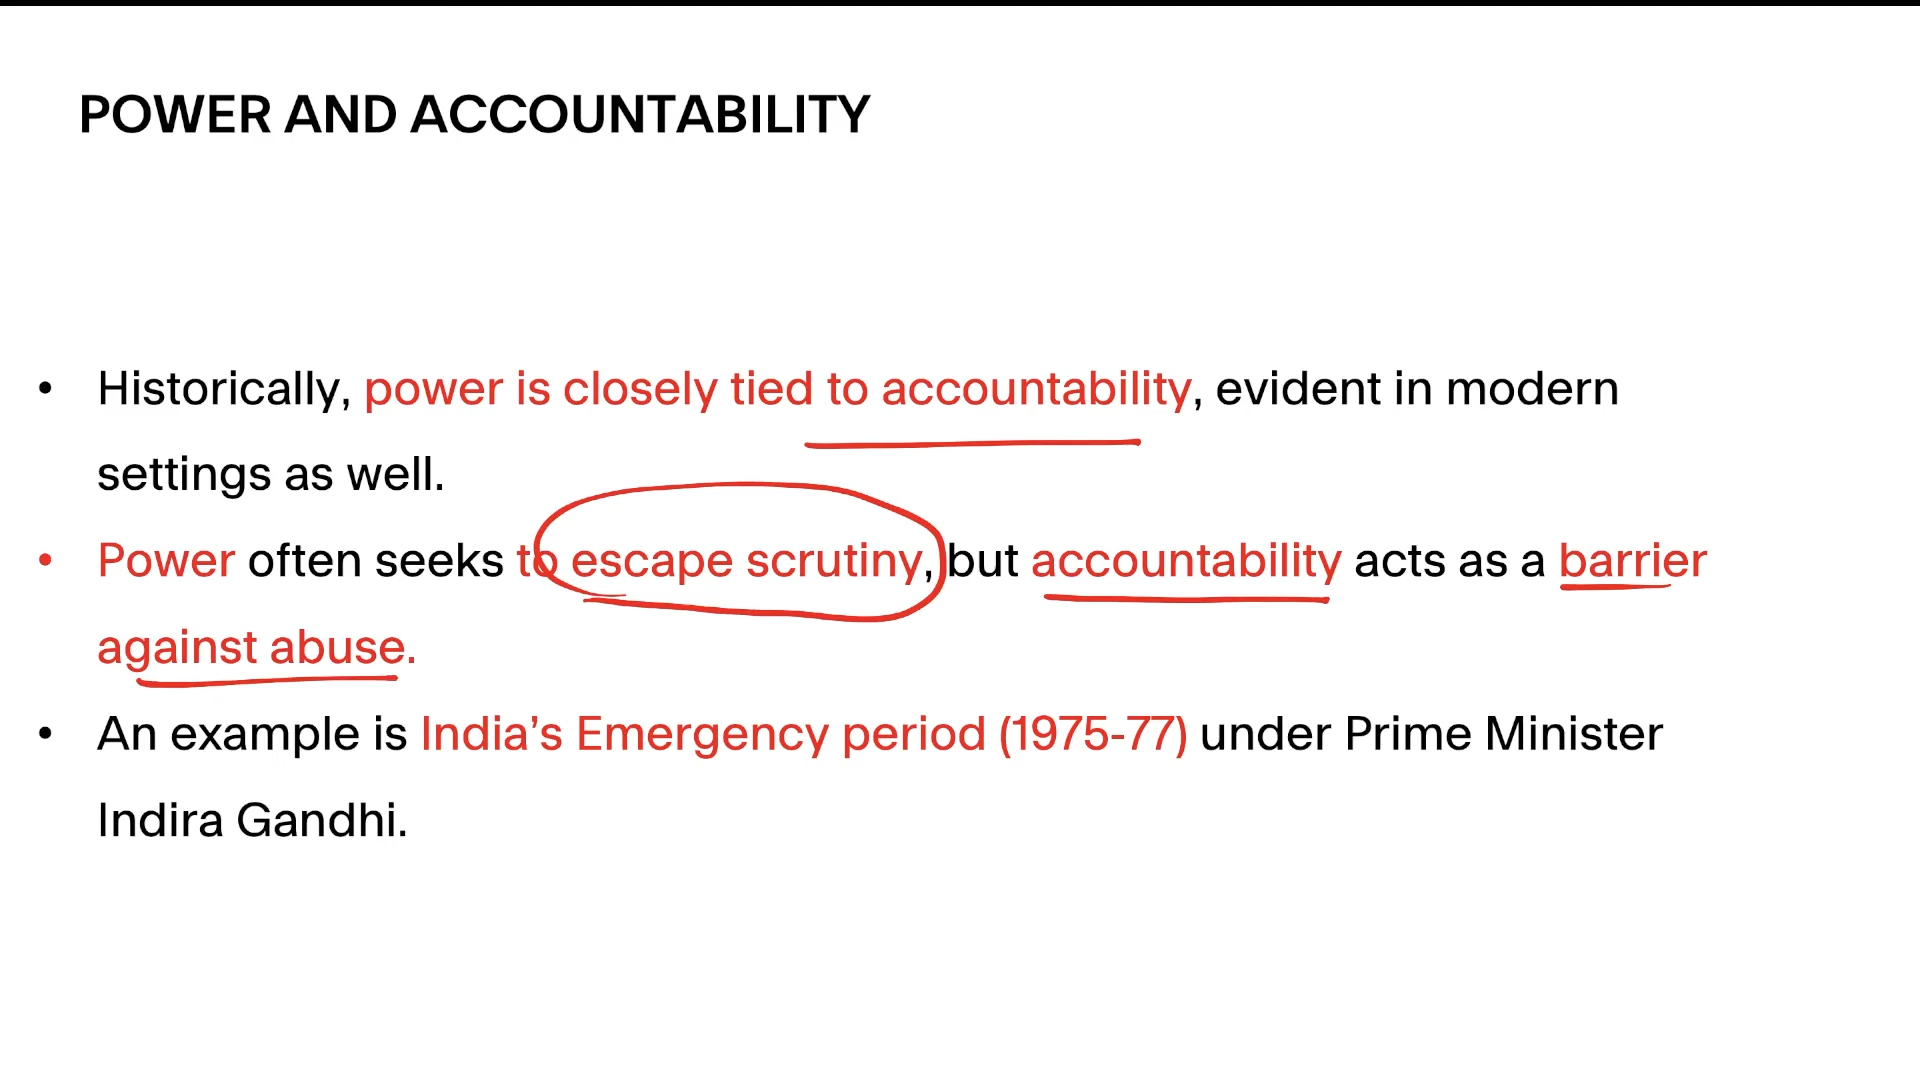 POWER AND ACCOUNTABILITY
• Historically, power is closely tied to accountability, evident in modern
settings as well.
• Power often seeks to escape scrutiny, but accountability acts as a barrier
against abuse.
• An example is India’s Emergency period (1975-77) under Prime Minister
Indira Gandhi.